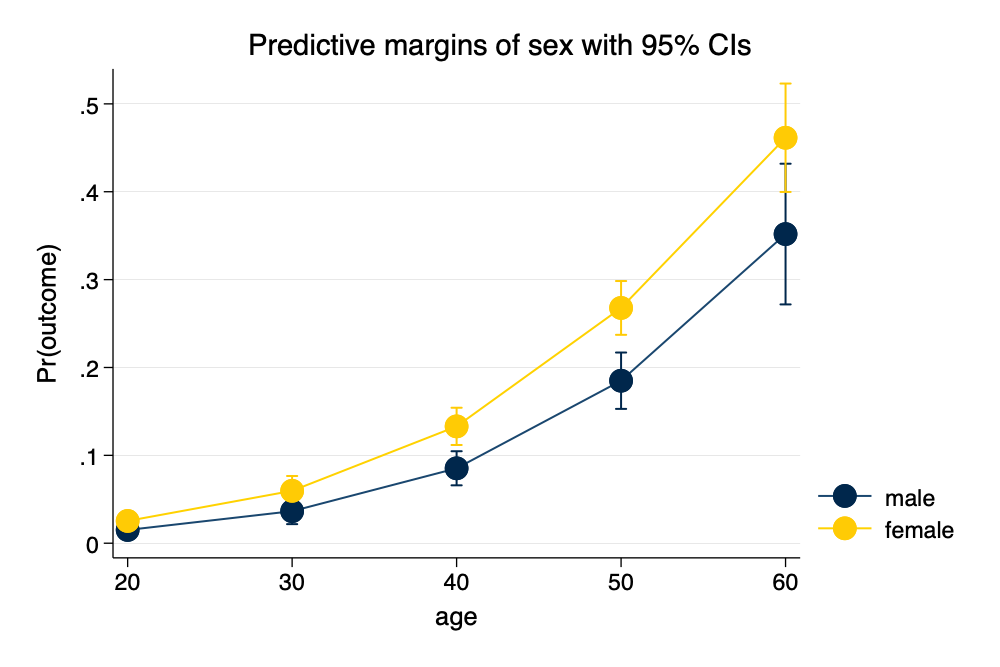 Predictive margins of sex with 95% CIs
Pr(outcome)
.5
.4
.3
.2
.1
0
20 30 40 50 60
age
male
female